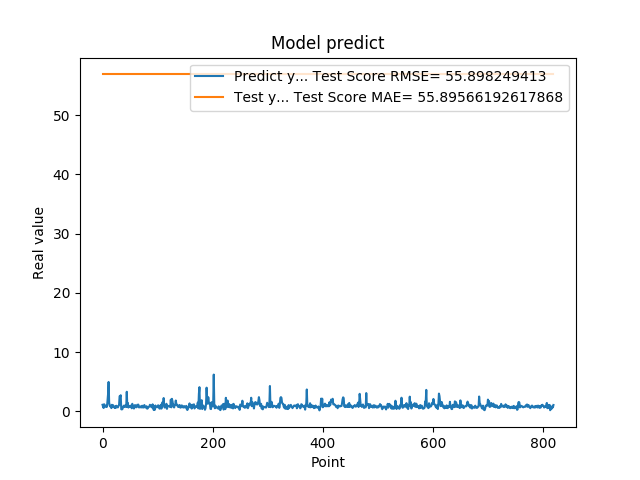 Model predict
Predict y... Test Score RMSE= 55.898249413
Test y... Test Score MAE= 55.89566192617868
50
40
30
20
10
0
Real value
0 200 400 600 800
Point